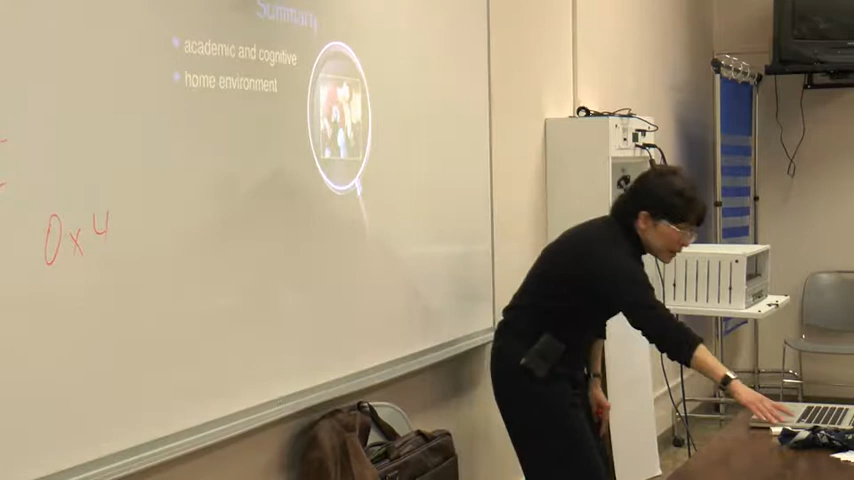 Summary
academic and cognitive
home environment
0x4